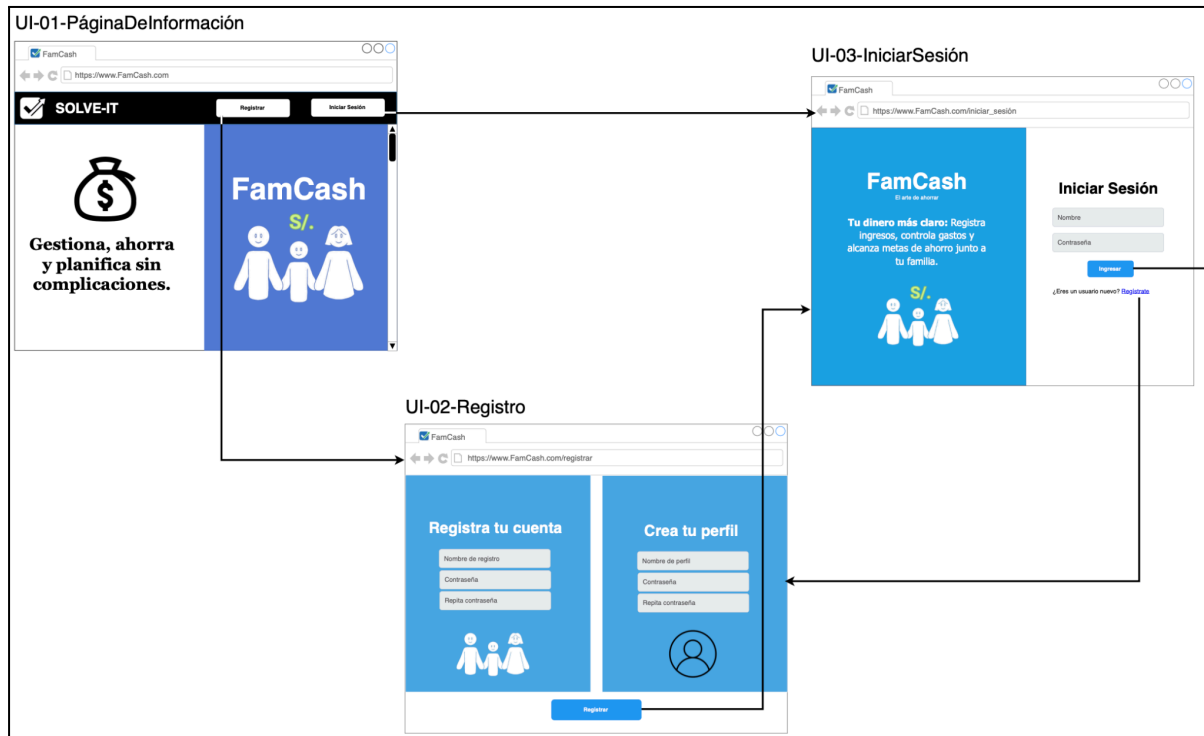 UI-01-PáginaDeInformación
FamCash
https://www.FamCash.com
SOLVE-IT
Registrar
Iniciar Sesión
$
Gestiona, ahorra
y planifica sin
complicaciones.
FamCash
S/.
UI-03-IniciarSesión
FamCash
https://www.FamCash.com/iniciar_sesión
FamCash
El arte de ahorrar
Tu dinero más claro: Registra
ingresos, controla gastos y
alcanza metas de ahorro junto a
tu familia.
S/.
Iniciar Sesión
Nombre
Contraseña
Ingresar
¿Eres un usuario nuevo? Regístrate
UI-02-Registro
FamCash
https://www.FamCash.com/registrar
Registra tu cuenta
Nombre de registro
Contraseña
Repita contraseña
Crea tu perfil
Nombre de perfil
Contraseña
Repita contraseña
Registrar